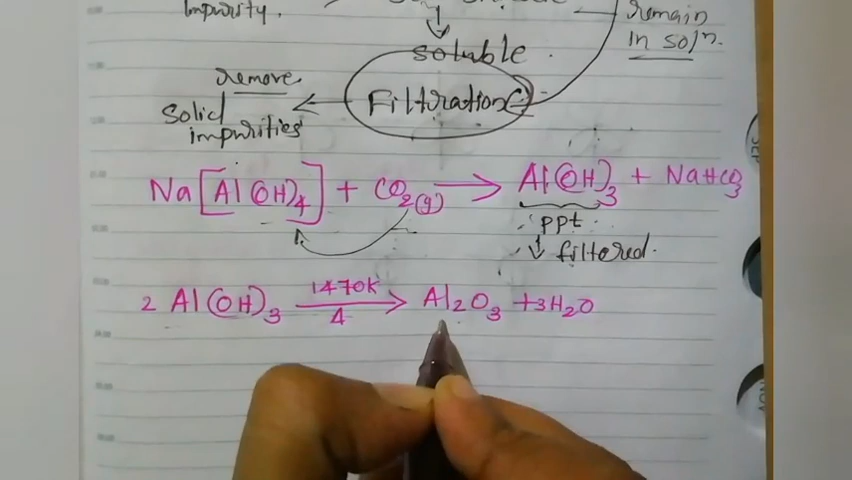 Impurity.
remain
in soln.
soluble
remove
Filtration
Solid
impurities
Na[Al(OH)4] + CO2(g) → Al(OH)3 + NaHCO3
ppt
↓ filtered.
2 Al(OH)3 1470K → Al2O3 + 3H2O
4